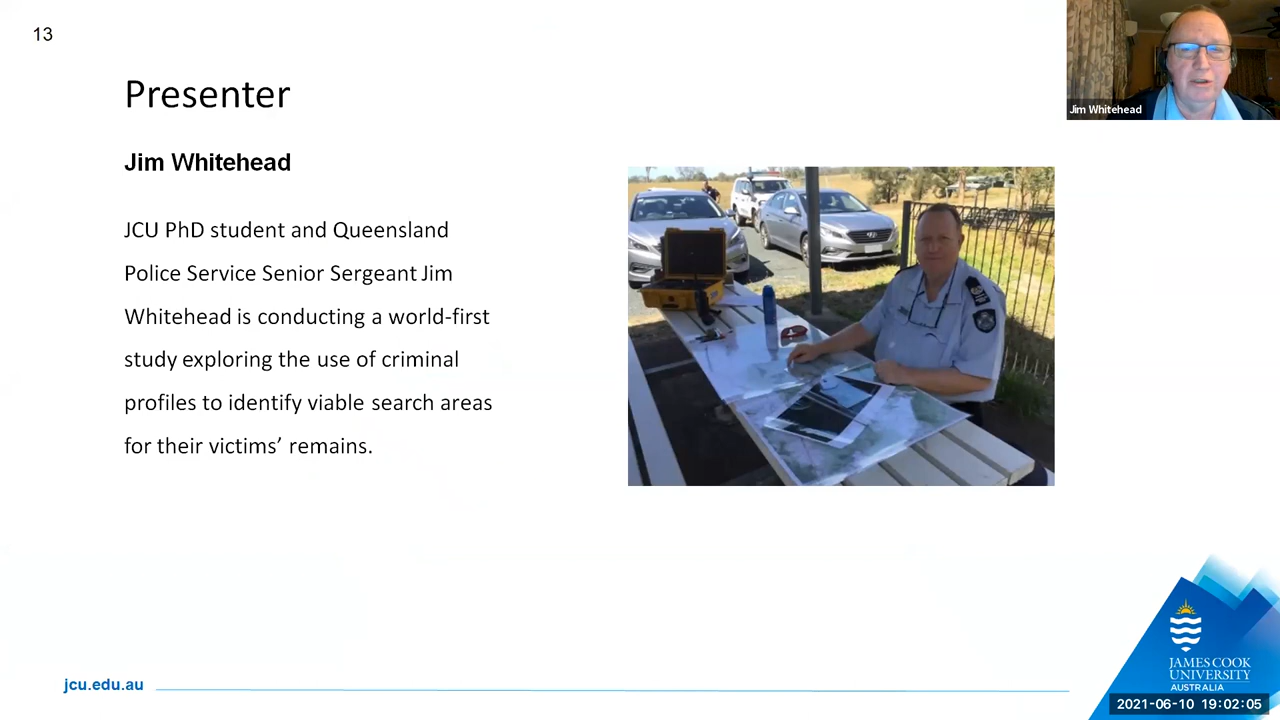 13
Presenter
Jim Whitehead
Jim Whitehead
JCU PhD student and Queensland
Police Service Senior Sergeant Jim
Whitehead is conducting a world-first
study exploring the use of criminal
profiles to identify viable search areas
for their victims’ remains.
jcu.edu.au
JAMES COOK
UNIVERSITY
AUSTRALIA
2021-06-10 19:02:05